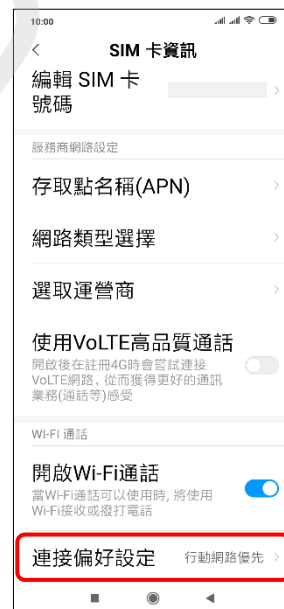 10:00
SIM 卡資訊
編輯 SIM 卡
號碼
服務商網路設定
存取點名稱(APN)
網路類型選擇
選取運營商
使用VoLTE高品質通話
開啟後在註冊4G時會嘗試連接
VoLTE網路，從而獲得更好的通訊
業務(通話等)感受
WI-FI 通話
開啟Wi-Fi通話
當Wi-Fi通話可以使用時, 將使用
Wi-Fi接收或撥打電話
連接偏好設定 行動網路優先